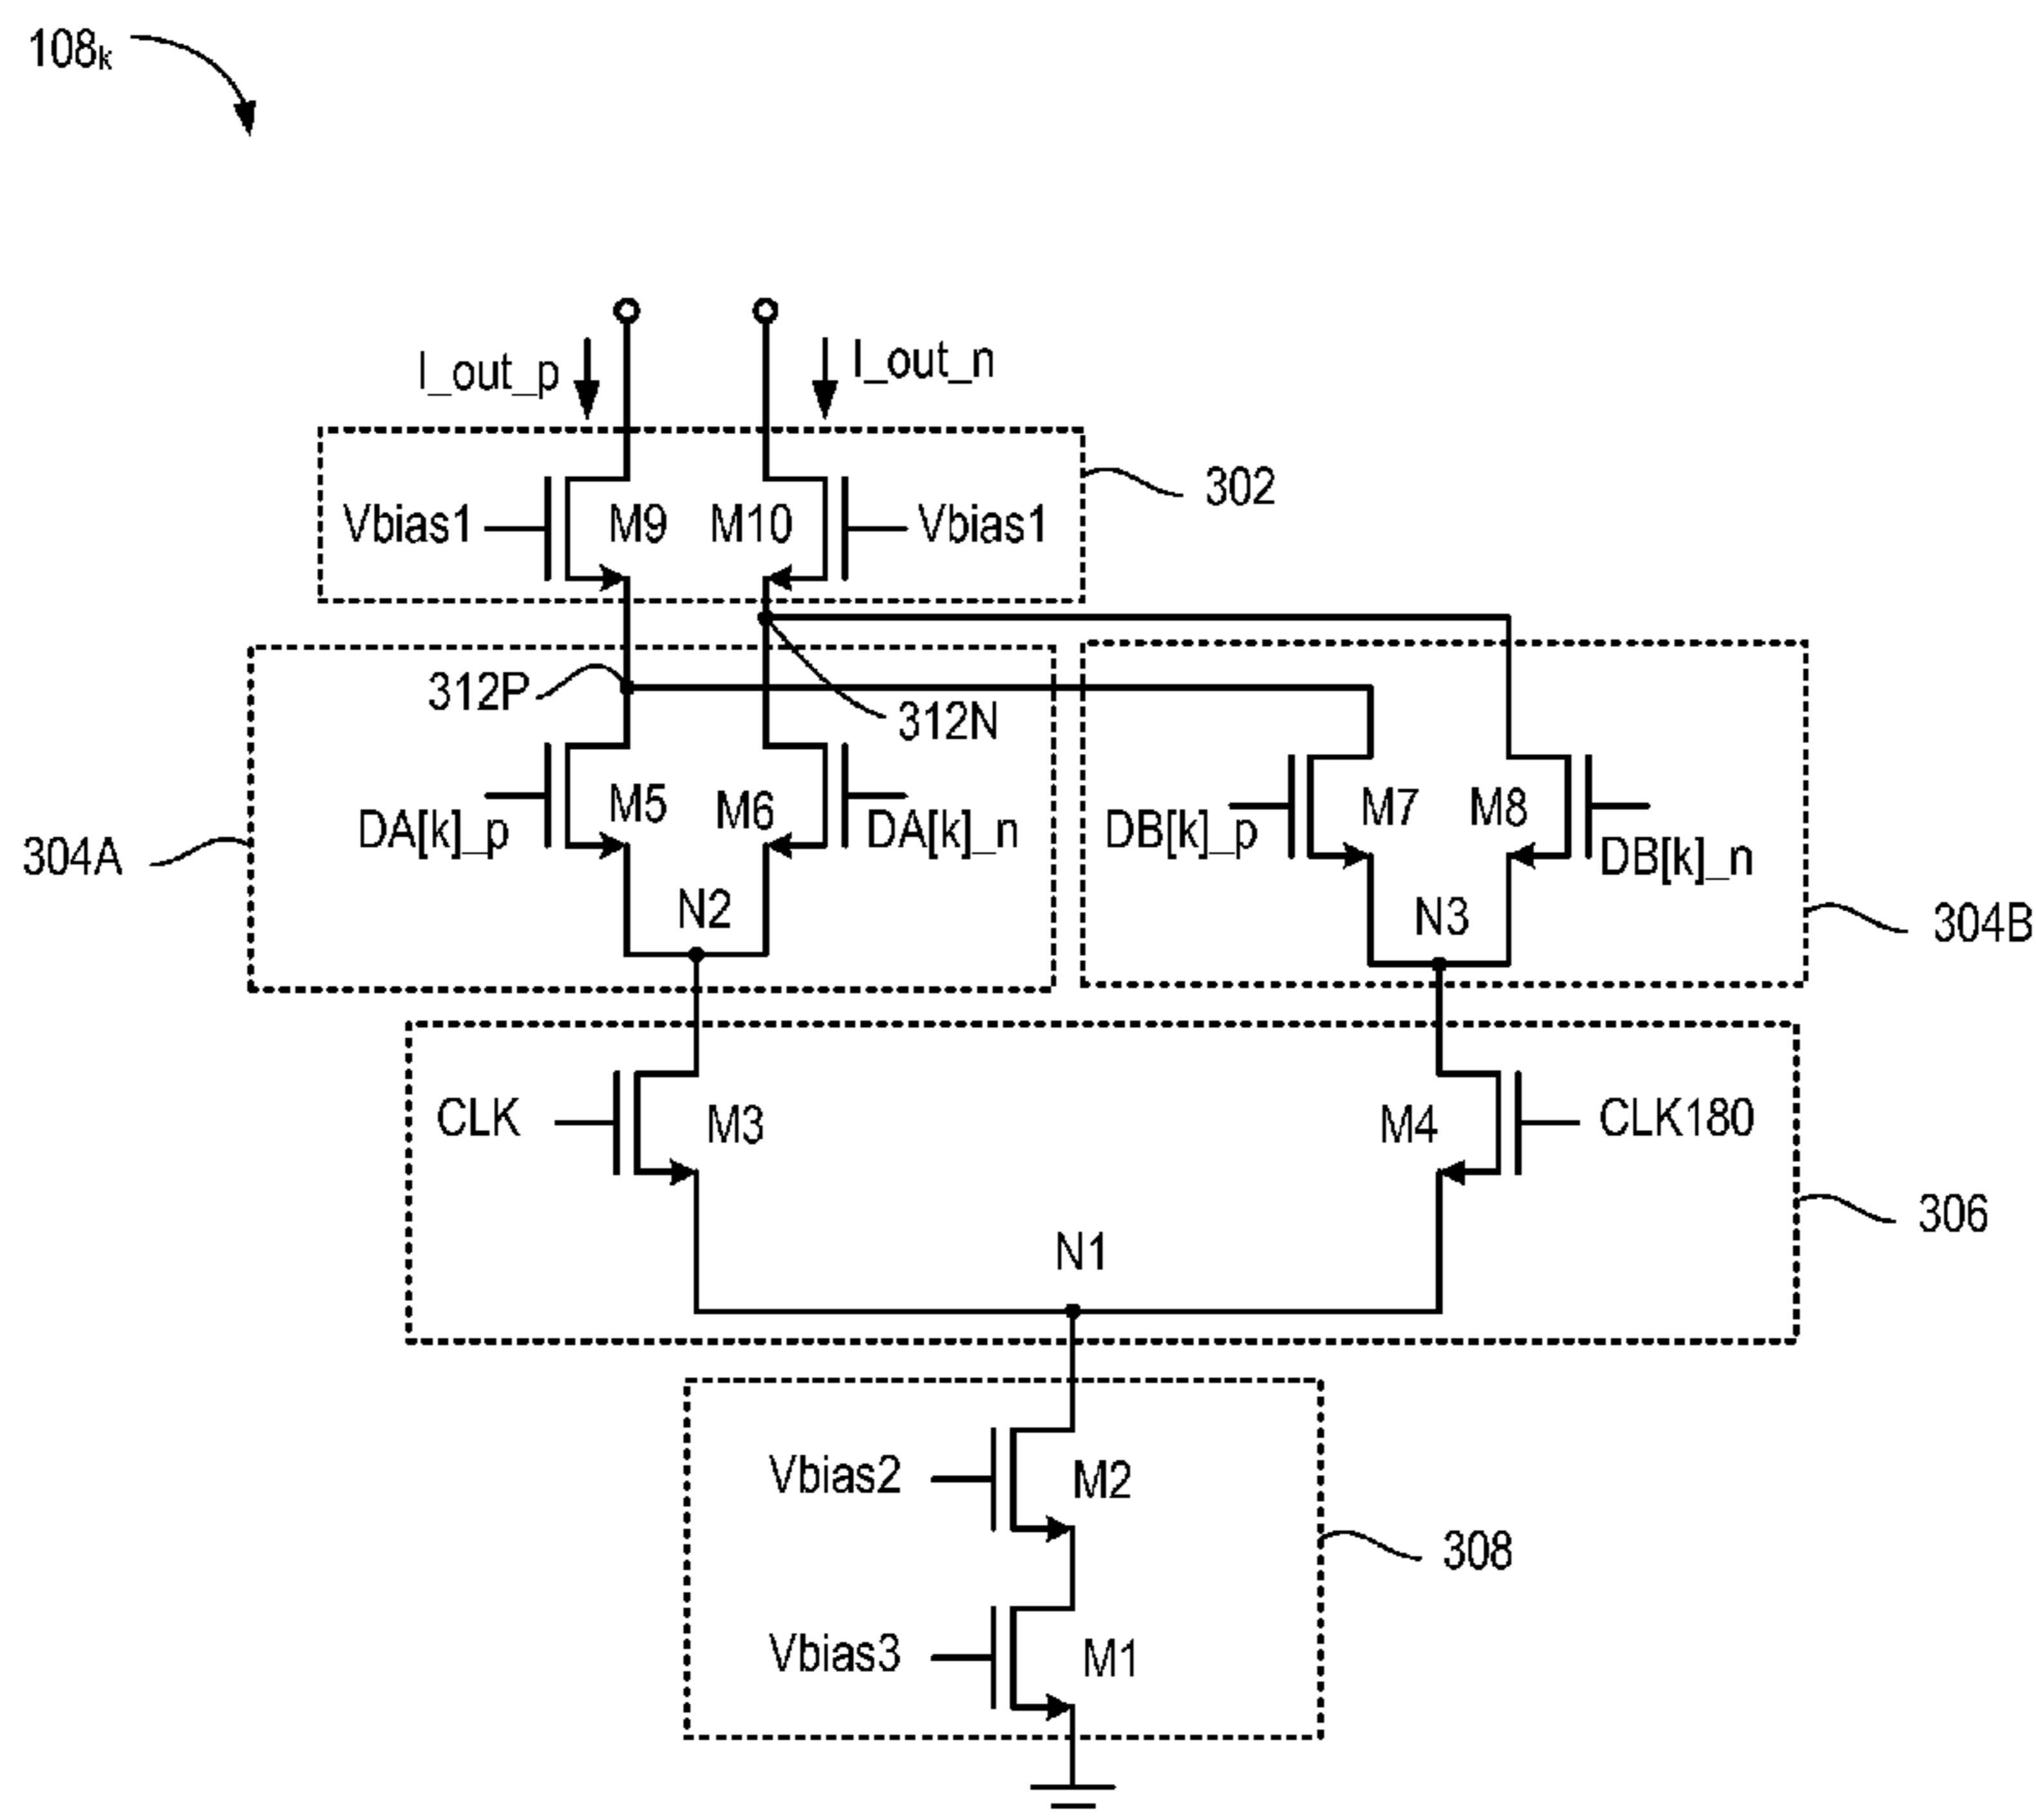 108k
I_out_p
I_out_n
302
Vbias1
M9
M10
Vbias1
312P
312N
304A
DA[k]_p
M5
M6
DA[k]_n
DB[k]_p
M7
M8
DB[k]_n
N2
N3
304B
CLK
M3
M4
CLK180
306
N1
Vbias2
M2
308
Vbias3
M1